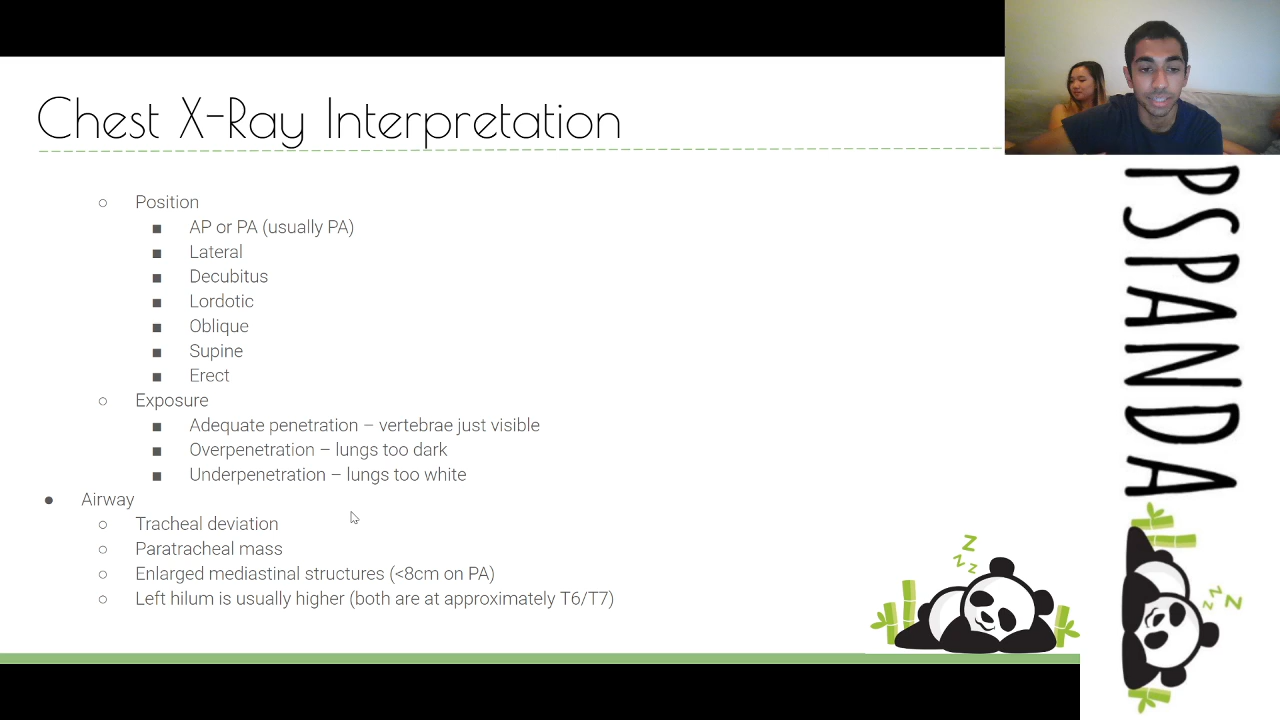 Chest X-Ray Interpretation
○ Position
■ AP or PA (usually PA)
■ Lateral
■ Decubitus
■ Lordotic
■ Oblique
■ Supine
■ Erect
○ Exposure
■ Adequate penetration – vertebrae just visible
■ Overpenetration – lungs too dark
■ Underpenetration – lungs too white
● Airway
○ Tracheal deviation
○ Paratracheal mass
○ Enlarged mediastinal structures (<8cm on PA)
○ Left hilum is usually higher (both are at approximately T6/T7)
PSPANDA
Z
Z Z
Z Z Z